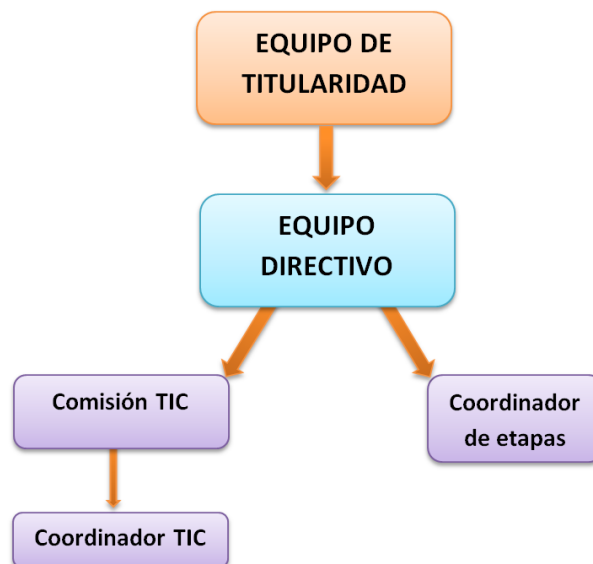 EQUIPO DE
TITULARIDAD
EQUIPO
DIRECTIVO
Comisión TIC
Coordinador
de etapas
Coordinador TIC